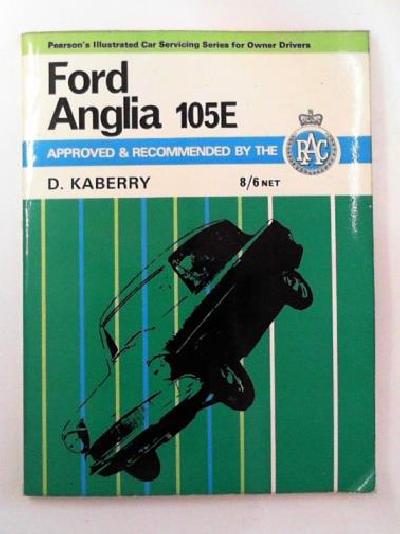 Pearson's Illustrated Car Servicing Series for Owner Drivers
Ford
Anglia 105E
APPROVED & RECOMMENDED BY THE
RAC
D. KABERRY 8/6 NET